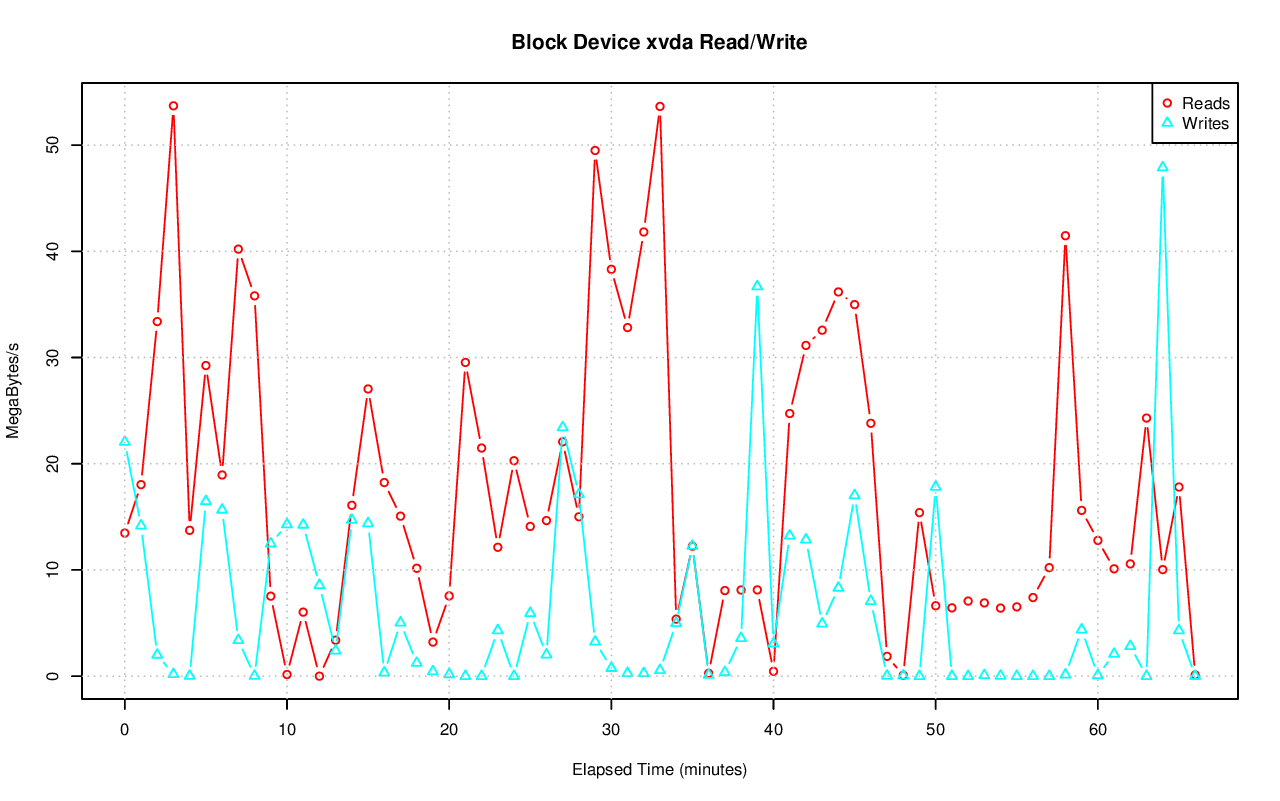 Block Device xvda Read/Write
Reads
Writes
MegaBytes/s
50
40
30
20
10
0
0 10 20 30 40 50 60
Elapsed Time (minutes)